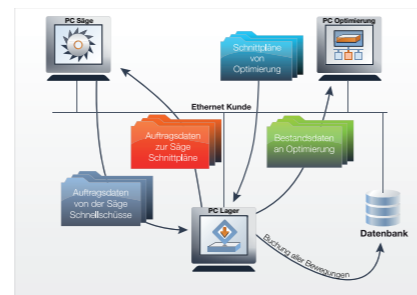 PC Säge
PC Optimierung
Schnittpläne
von
Optimierung
Ethernet Kunde
Auftragsdaten
zur Säge
Schnittpläne
Bestandsdaten
an Optimierung
Auftragsdaten
von der Säge
Schnellschüsse
PC Lager
Datenbank
Buchung aller Bewegungen